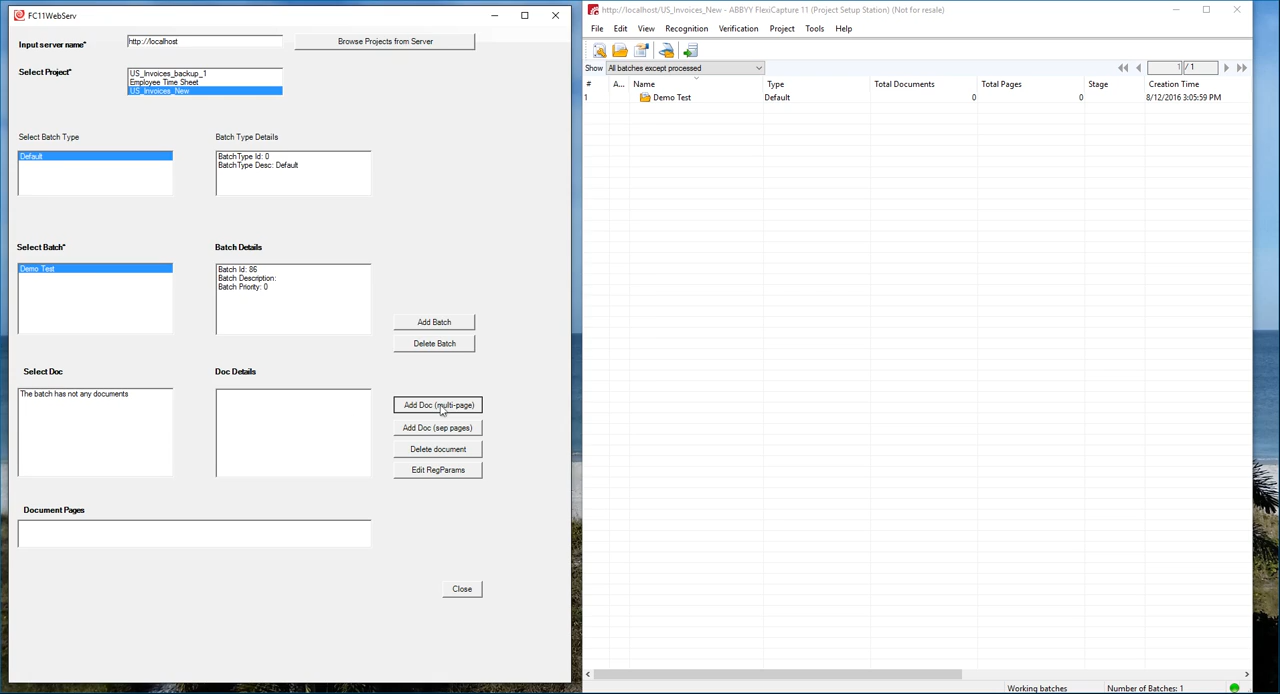 FC11WebServ
Input server name*
http://localhost
Browse Projects from Server
Select Project*
US_Invoices_backup_1
Employee Time Sheet
US_Invoices_New
Select Batch Type
Batch Type Details
Default
BatchType Id: 0
BatchType Desc: Default
Select Batch*
Batch Details
Demo Test
Batch Id: 86
Batch Description:
Batch Priority: 0
Add Batch
Delete Batch
Select Doc
Doc Details
The batch has not any documents
Add Doc (multi-page)
Add Doc (sep pages)
Delete document
Edit RegParams
Document Pages
Close
http://localhost/US_Invoices_New - ABBYY FlexiCapture 11 (Project Setup Station) (Not for resale)
File Edit View Recognition Verification Project Tools Help
Show All batches except processed 1 / 1
# A... Name Type Total Documents Total Pages Stage Creation Time
1 Demo Test Default 0 0 8/12/2016 3:05:59 PM
Working batches Number of Batches: 1